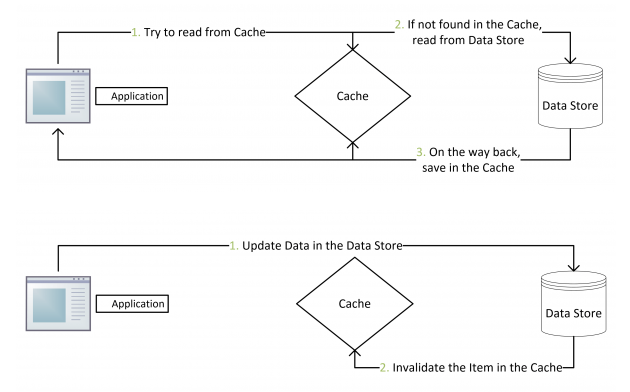 1. Try to read from Cache
2. If not found in the Cache,
read from Data Store
Application
Cache
Data Store
3. On the way back,
save in the Cache
1. Update Data in the Data Store
Application
Cache
Data Store
2. Invalidate the Item in the Cache